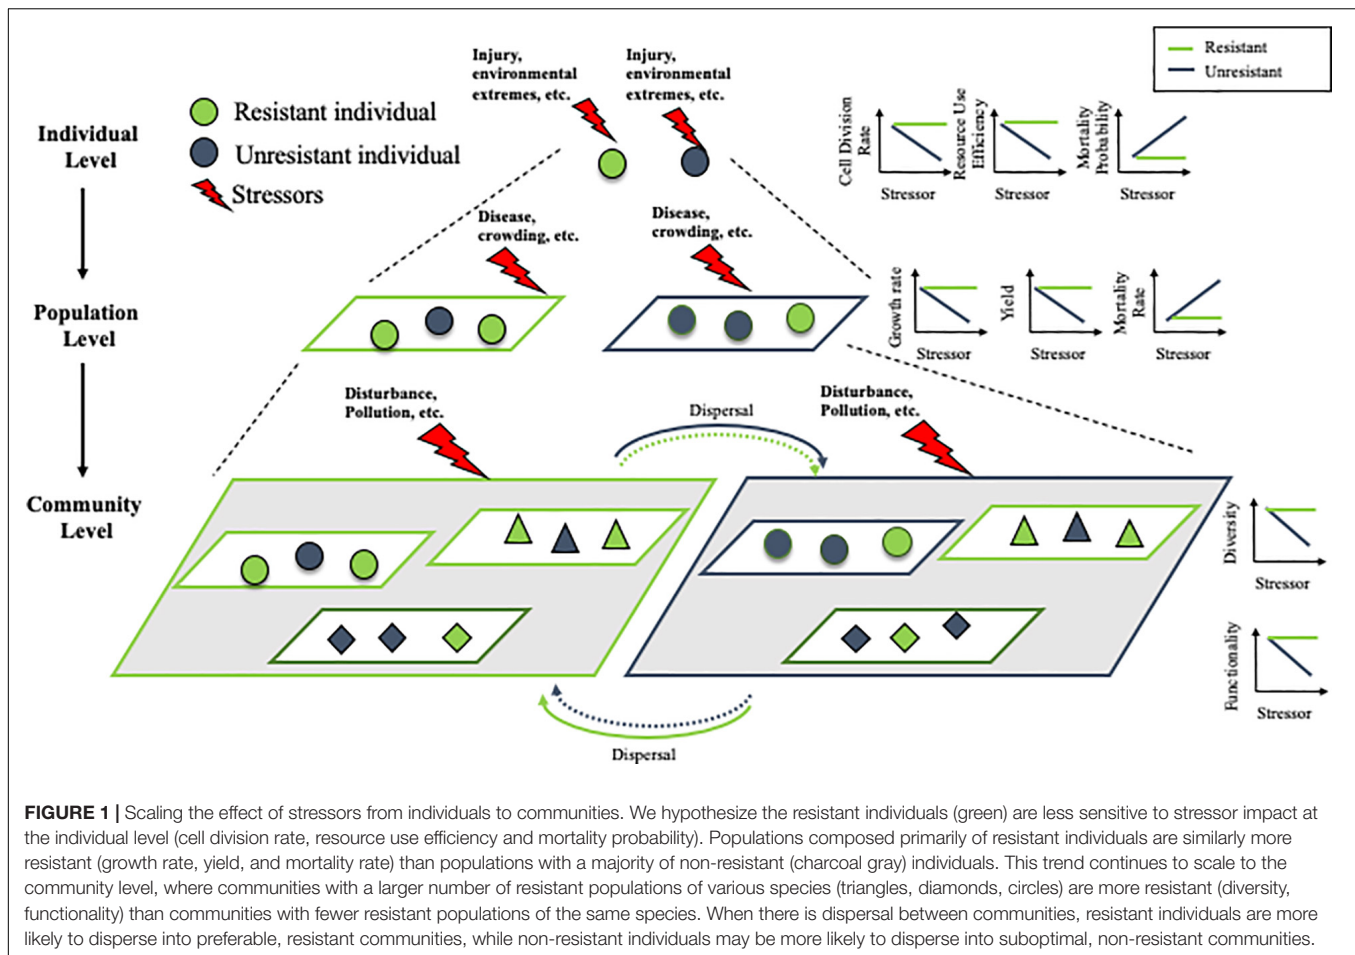 Injury,
environmental
extremes, etc.
Injury,
environmental
extremes, etc.
Resistant
Unresistant
Resistant individual
Unresistant individual
Stressors
Individual
Level
Cell Division
Rate
Stressor
Resource Use
Efficiency
Stressor
Mortality
Probability
Stressor
Disease,
crowding, etc.
Disease,
crowding, etc.
Population
Level
Growth rate
Stressor
Yield
Stressor
Mortality
Rate
Stressor
Disturbance,
Pollution, etc.
Dispersal
Disturbance,
Pollution, etc.
Community
Level
Diversity
Stressor
Functionality
Stressor
Dispersal
FIGURE 1 | Scaling the effect of stressors from individuals to communities. We hypothesize the resistant individuals (green) are less sensitive to stressor impact at
the individual level (cell division rate, resource use efficiency and mortality probability). Populations composed primarily of resistant individuals are similarly more
resistant (growth rate, yield, and mortality rate) than populations with a majority of non-resistant (charcoal gray) individuals. This trend continues to scale to the
community level, where communities with a larger number of resistant populations of various species (triangles, diamonds, circles) are more resistant (diversity,
functionality) than communities with fewer resistant populations of the same species. When there is dispersal between communities, resistant individuals are more
likely to disperse into preferable, resistant communities, while non-resistant individuals may be more likely to disperse into suboptimal, non-resistant communities.